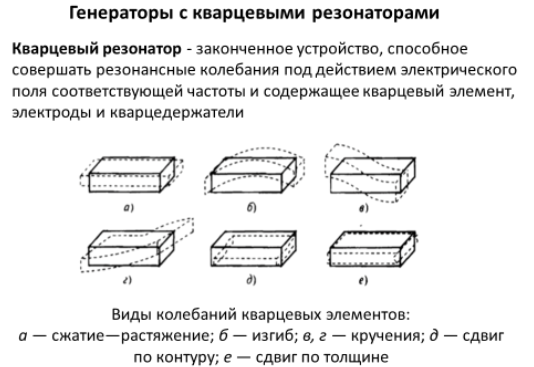 Генераторы с кварцевыми резонаторами
Кварцевый резонатор - законченное устройство, способное
совершать резонансные колебания под действием электрического
поля соответствующей частоты и содержащее кварцевый элемент,
электроды и кварцедержатели
а) б) в)
г) д) е)
Виды колебаний кварцевых элементов:
а — сжатие—растяжение; б — изгиб; в, г — кручения; д — сдвиг
по контуру; е — сдвиг по толщине